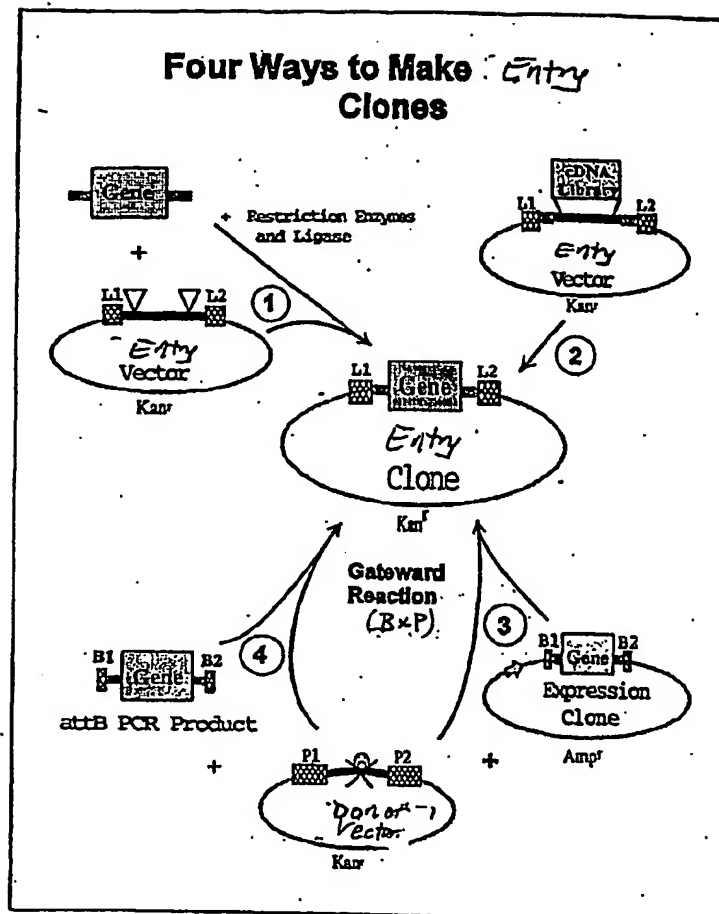 Four Ways to Make Entry
Clones
Gene
+ Restriction Enzymes
and Ligase
+
L1 L2
Entry
Vector
Kanr
1
cDNA
Library
L1 L2
Entry
Vector
Kanr
2
L1 Gene L2
Entry
Clone
Kanr
Gateward
Reaction
(B×P)
4
3
B1 Gene B2
attB PCR Product
+
B1 Gene B2
Expression
Clone
Ampr
+
P1 P2
Donor
Vector
Kanr